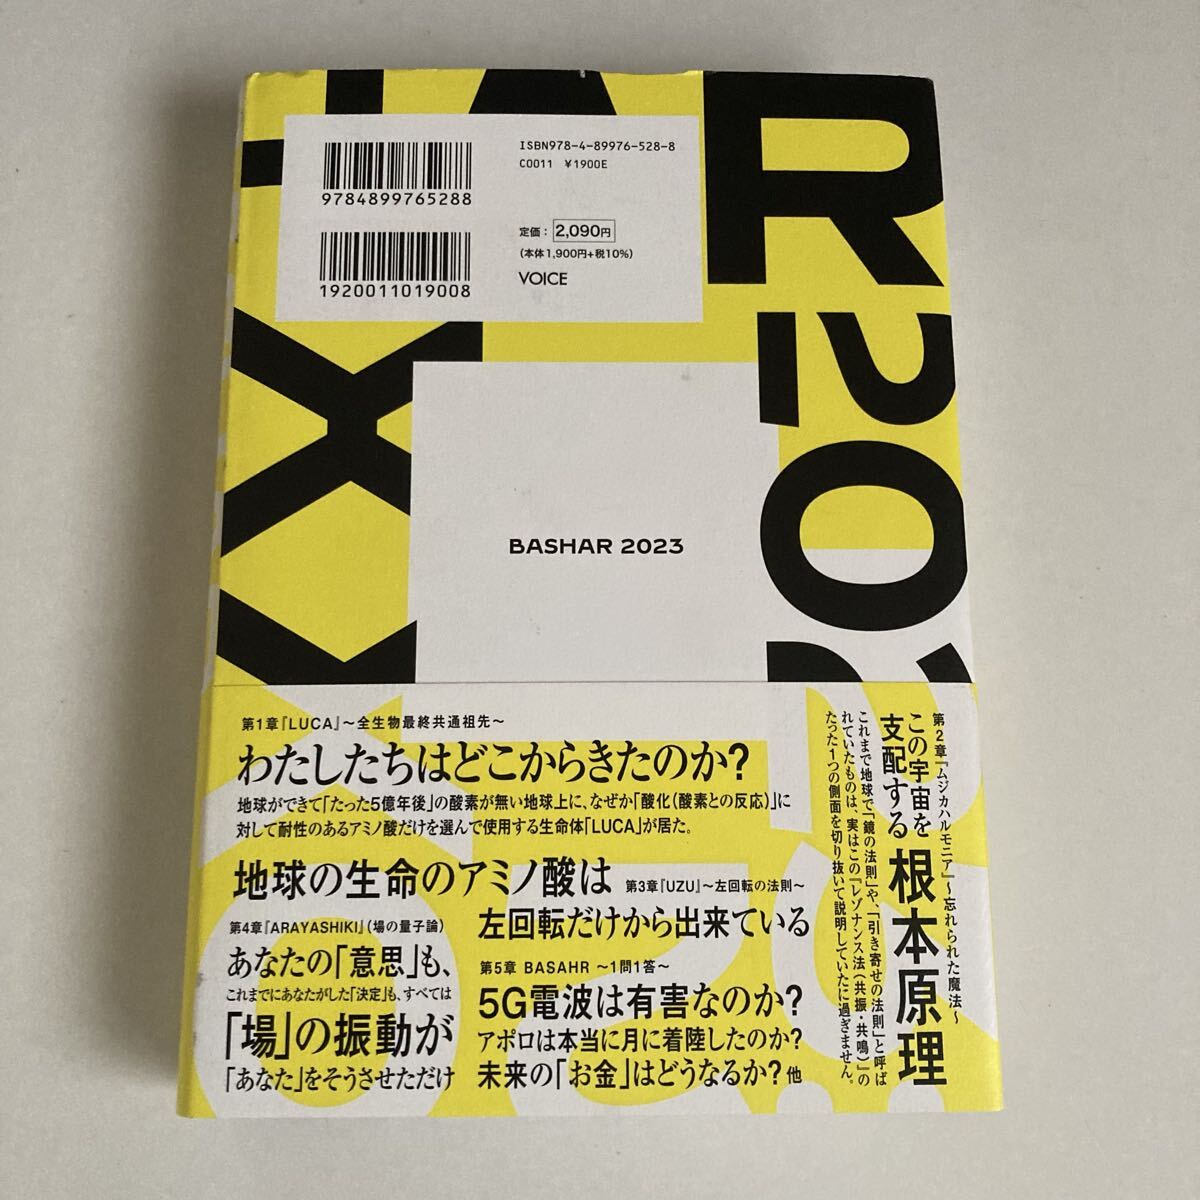 ISBN978-4-89976-528-8
C0011 ¥1900E
9784899765288
定価：2,090円
（本体1,900円+税10%）
1920011019008
VOICE
BASHAR 2023
第1章『LUCA』～全生物最終共通祖先～
わたしたちはどこからきたのか？
地球ができて「たった5億年後」の酸素が無い地球上に、なぜか「酸化（酸素との反応）」に
対して耐性のあるアミノ酸だけを選んで使用する生命体「LUCA」が居た。
第2章『ムジカハルモニア』～忘れられた魔法～
この宇宙を
支配する
根本原理
これまで地球で「鏡の法則」や、「引き寄せの法則」と呼ば
れていたものは、実はこの『レゾナンス法（共振・共鳴）』の
たった1つの側面を切り抜いて説明していたに過ぎません。
地球の生命のアミノ酸は
第3章『UZU』～左回転の法則～
左回転だけから出来ている
第4章『ARAYASHIKI』（場の量子論）
あなたの「意思」も、
これまでにあなたがした「決定」も、すべては
「場」の振動が
「あなた」をそうさせただけ
第5章 BASAHR ～1問1答～
5G電波は有害なのか？
アポロは本当に月に着陸したのか？
未来の「お金」はどうなるか？他